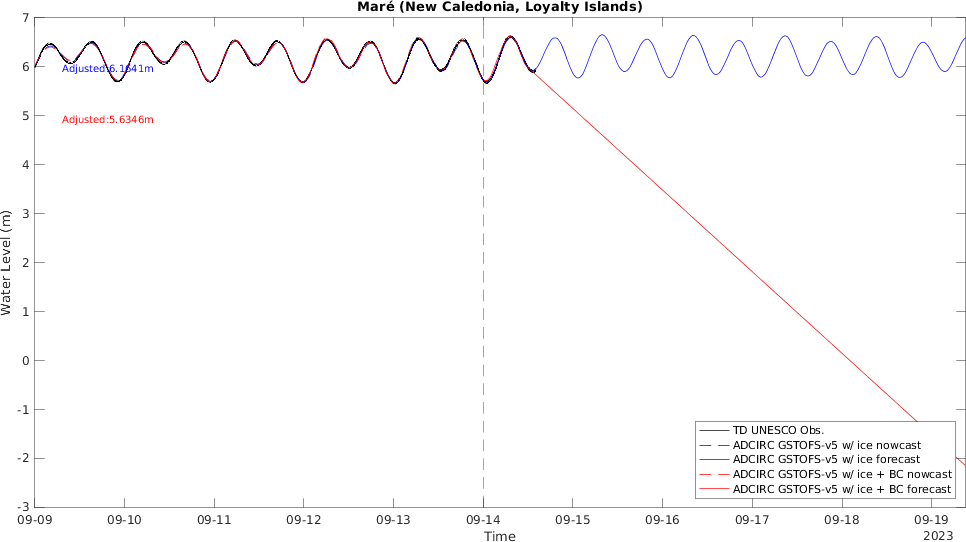 Maré (New Caledonia, Loyalty Islands)
7
6
5
4
3
2
1
0
-1
-2
-3
Water Level (m)
Adjusted:6.1641m
Adjusted:5.6346m
TD UNESCO Obs.
ADCIRC GSTOFS-v5 w/ ice nowcast
ADCIRC GSTOFS-v5 w/ ice forecast
ADCIRC GSTOFS-v5 w/ ice + BC nowcast
ADCIRC GSTOFS-v5 w/ ice + BC forecast
09-09 09-10 09-11 09-12 09-13 09-14 09-15 09-16 09-17 09-18 09-19
Time
2023